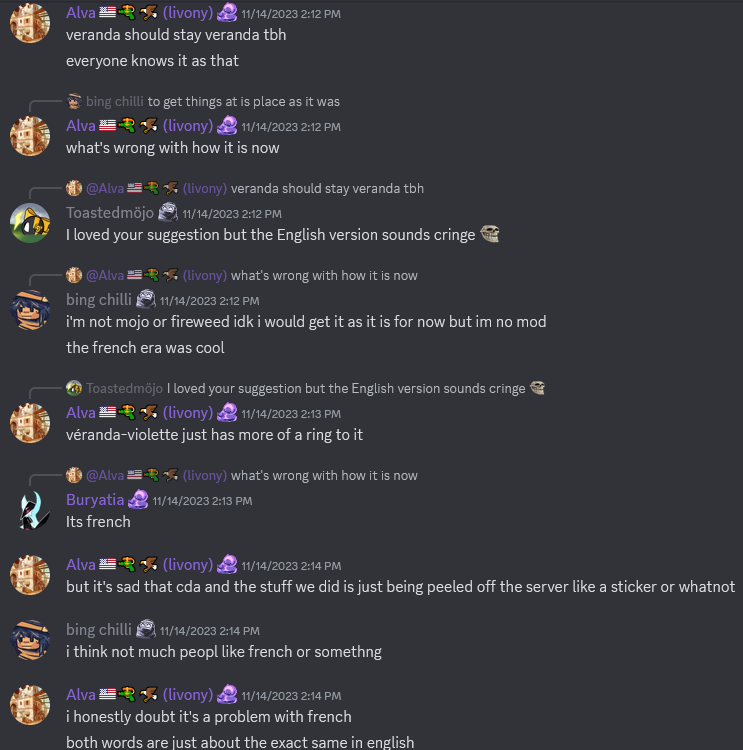 Alva (livony) 11/14/2023 2:12 PM
veranda should stay veranda tbh
everyone knows it as that
bing chilli to get things at is place as it was
Alva (livony) 11/14/2023 2:12 PM
what's wrong with how it is now
@Alva (livony) veranda should stay veranda tbh
Toastedmöjo 11/14/2023 2:12 PM
I loved your suggestion but the English version sounds cringe
@Alva (livony) what's wrong with how it is now
bing chilli 11/14/2023 2:12 PM
i'm not mojo or fireweed idk i would get it as it is for now but im no mod
the french era was cool
Toastedmöjo I loved your suggestion but the English version sounds cringe
Alva (livony) 11/14/2023 2:13 PM
véranda-violette just has more of a ring to it
@Alva (livony) what's wrong with how it is now
Buryatia 11/14/2023 2:13 PM
Its french
Alva (livony) 11/14/2023 2:14 PM
but it's sad that cda and the stuff we did is just being peeled off the server like a sticker or whatnot
bing chilli 11/14/2023 2:14 PM
i think not much peopl like french or somethng
Alva (livony) 11/14/2023 2:14 PM
i honestly doubt it's a problem with french
both words are just about the exact same in english